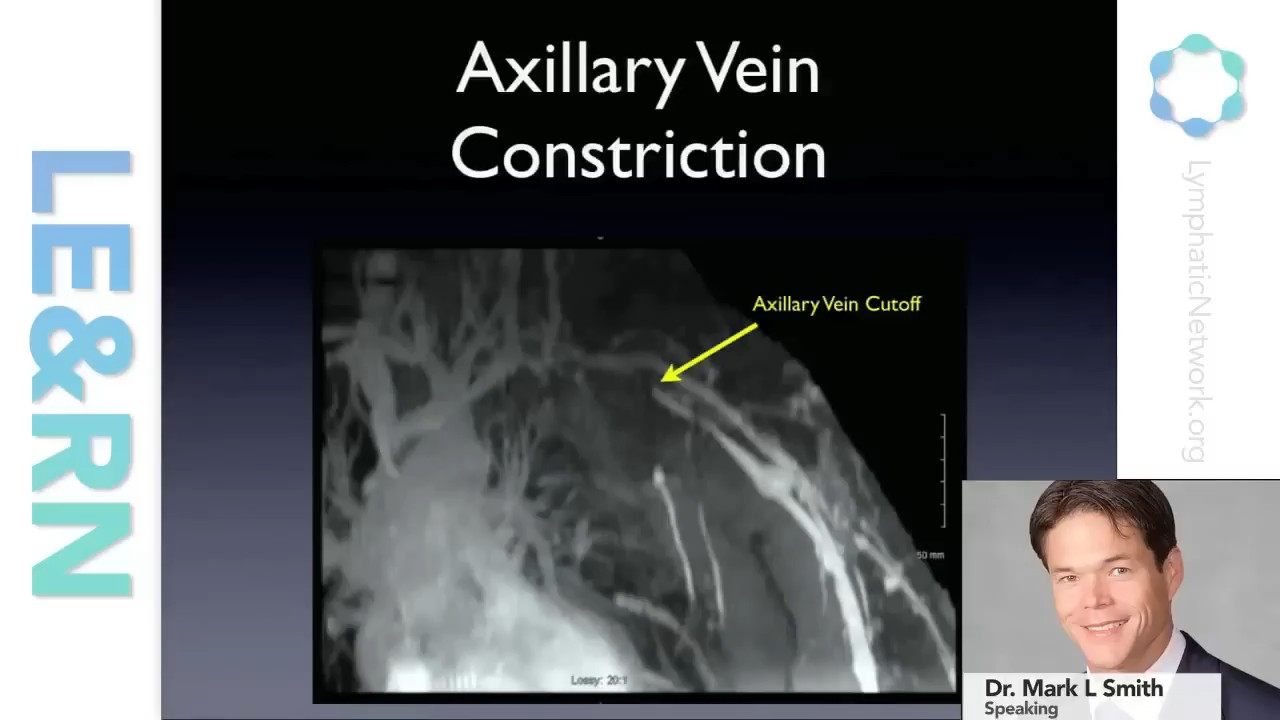 Axillary Vein
Constriction
Axillary Vein Cutoff
50 mm
Lossy: 20:1
LE&RN
LymphaticNetwork.org
Dr. Mark L Smith
Speaking